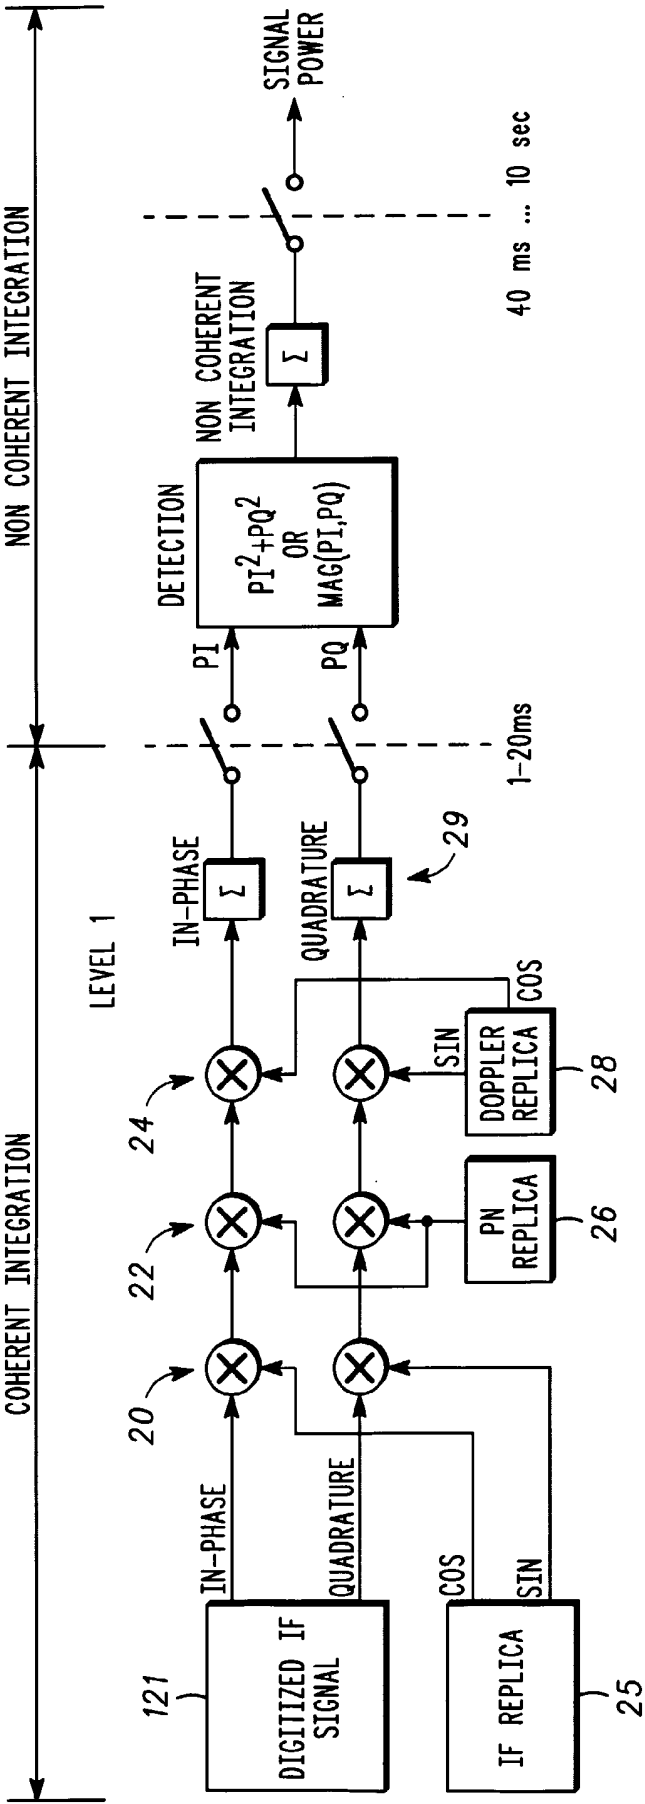 COHERENT INTEGRATION
NON COHERENT INTEGRATION
LEVEL 1
121
DIGITIZED IF
SIGNAL
IN-PHASE
QUADRATURE
IF REPLICA
25
COS
SIN
20
22
24
PN
REPLICA
26
DOPPLER
REPLICA
28
SIN
COS
IN-PHASE
Σ
QUADRATURE
Σ
29
1-20ms
PI
PQ
DETECTION
PI²+PQ²
OR
MAG(PI,PQ)
NON COHERENT
INTEGRATION
Σ
40 ms ... 10 sec
SIGNAL
POWER